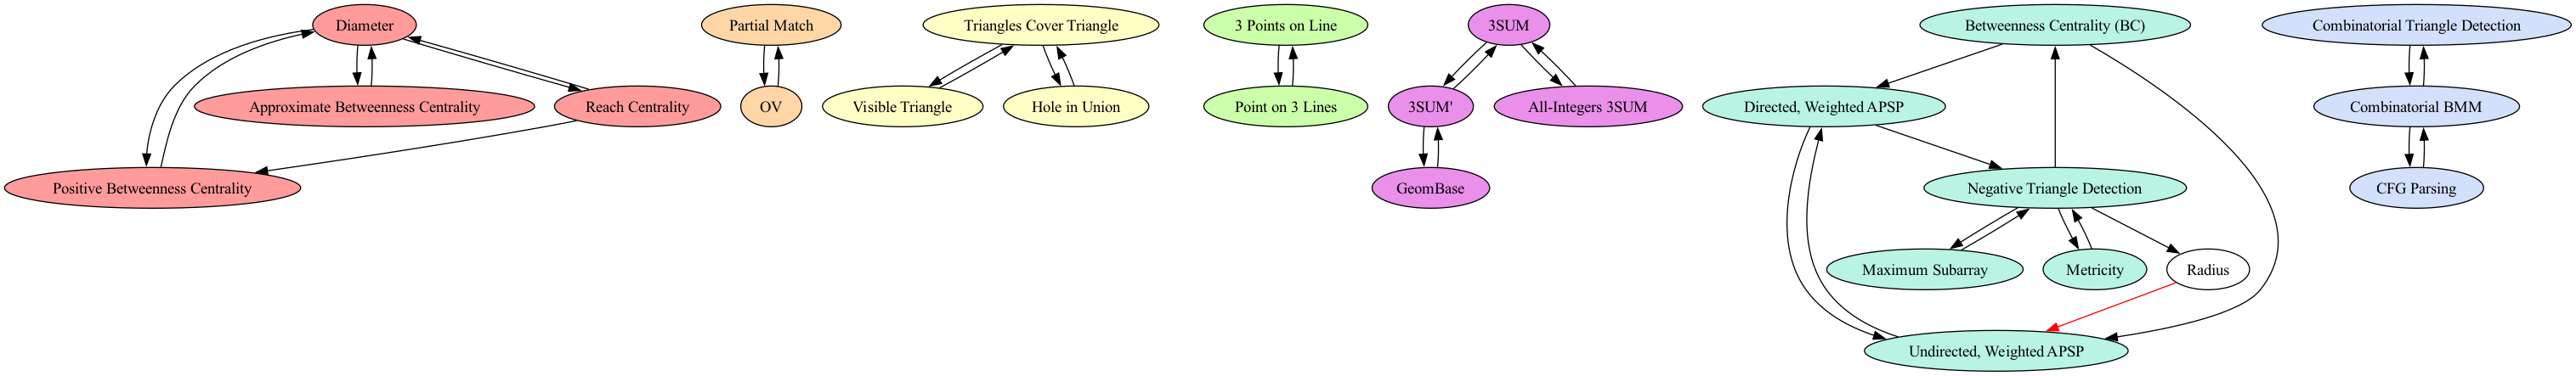 Diameter
Partial Match
Triangles Cover Triangle
3 Points on Line
3SUM
Betweenness Centrality (BC)
Combinatorial Triangle Detection
Approximate Betweenness Centrality
Reach Centrality
OV
Visible Triangle
Hole in Union
Point on 3 Lines
3SUM'
All-Integers 3SUM
Directed, Weighted APSP
Combinatorial BMM
Positive Betweenness Centrality
GeomBase
Negative Triangle Detection
CFG Parsing
Maximum Subarray
Metricity
Radius
Undirected, Weighted APSP